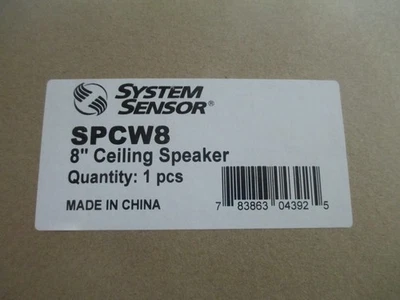 SYSTEM
SENSOR®
SPCW8
8" Ceiling Speaker
Quantity: 1 pcs
MADE IN CHINA
7 83863 04392 5